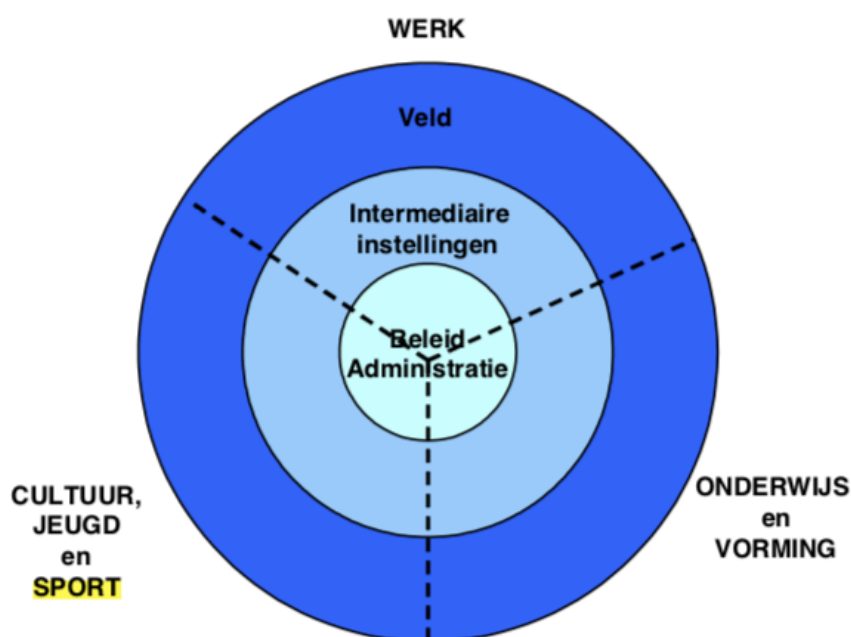 WERK
Veld
Intermediaire
instellingen
Beleid
Administratie
CULTUUR,
JEUGD
en
SPORT
ONDERWIJS
en
VORMING